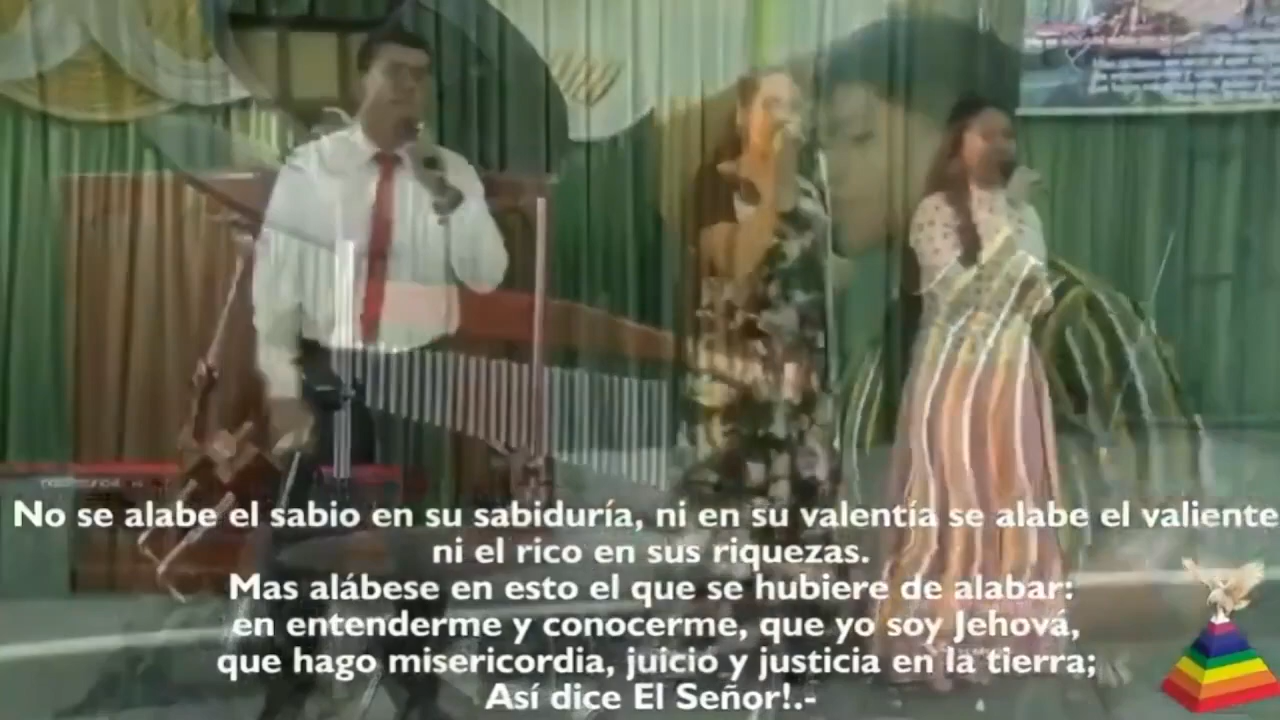 No se alabe el sabio en su sabiduría, ni en su valentía se alabe el valiente
ni el rico en sus riquezas.
Mas alábese en esto el que se hubiere de alabar:
en entenderme y conocerme, que yo soy Jehová,
que hago misericordia, juicio y justicia en la tierra;
Así dice El Señor!.-